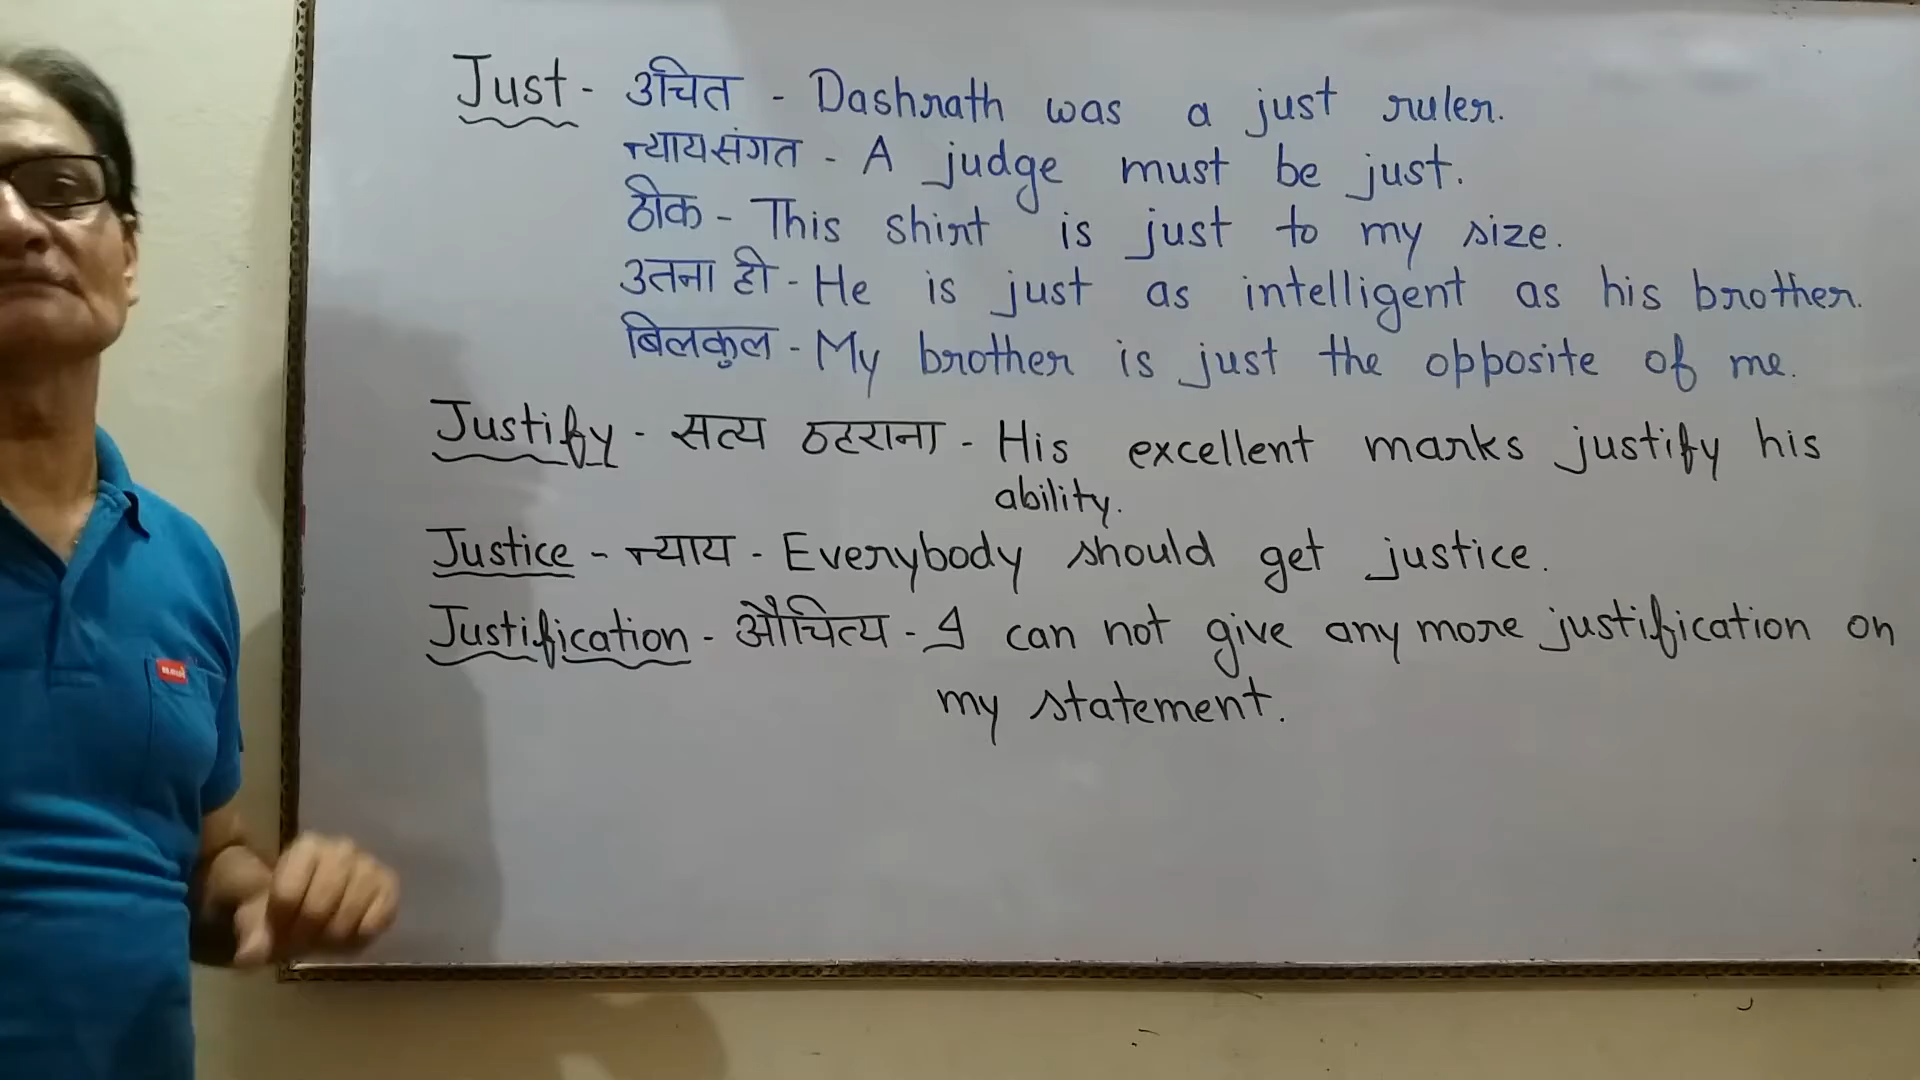 Just - उचित - Dashrath was a just ruler.
न्यायसंगत - A judge must be just.
ठीक - This shirt is just to my size.
उतना ही - He is just as intelligent as his brother.
बिलकुल - My brother is just the opposite of me.
Justify - सत्य ठहराना - His excellent marks justify his
ability.
Justice - न्याय - Everybody should get justice.
Justification - औचित्य - I can not give any more justification on
my statement.